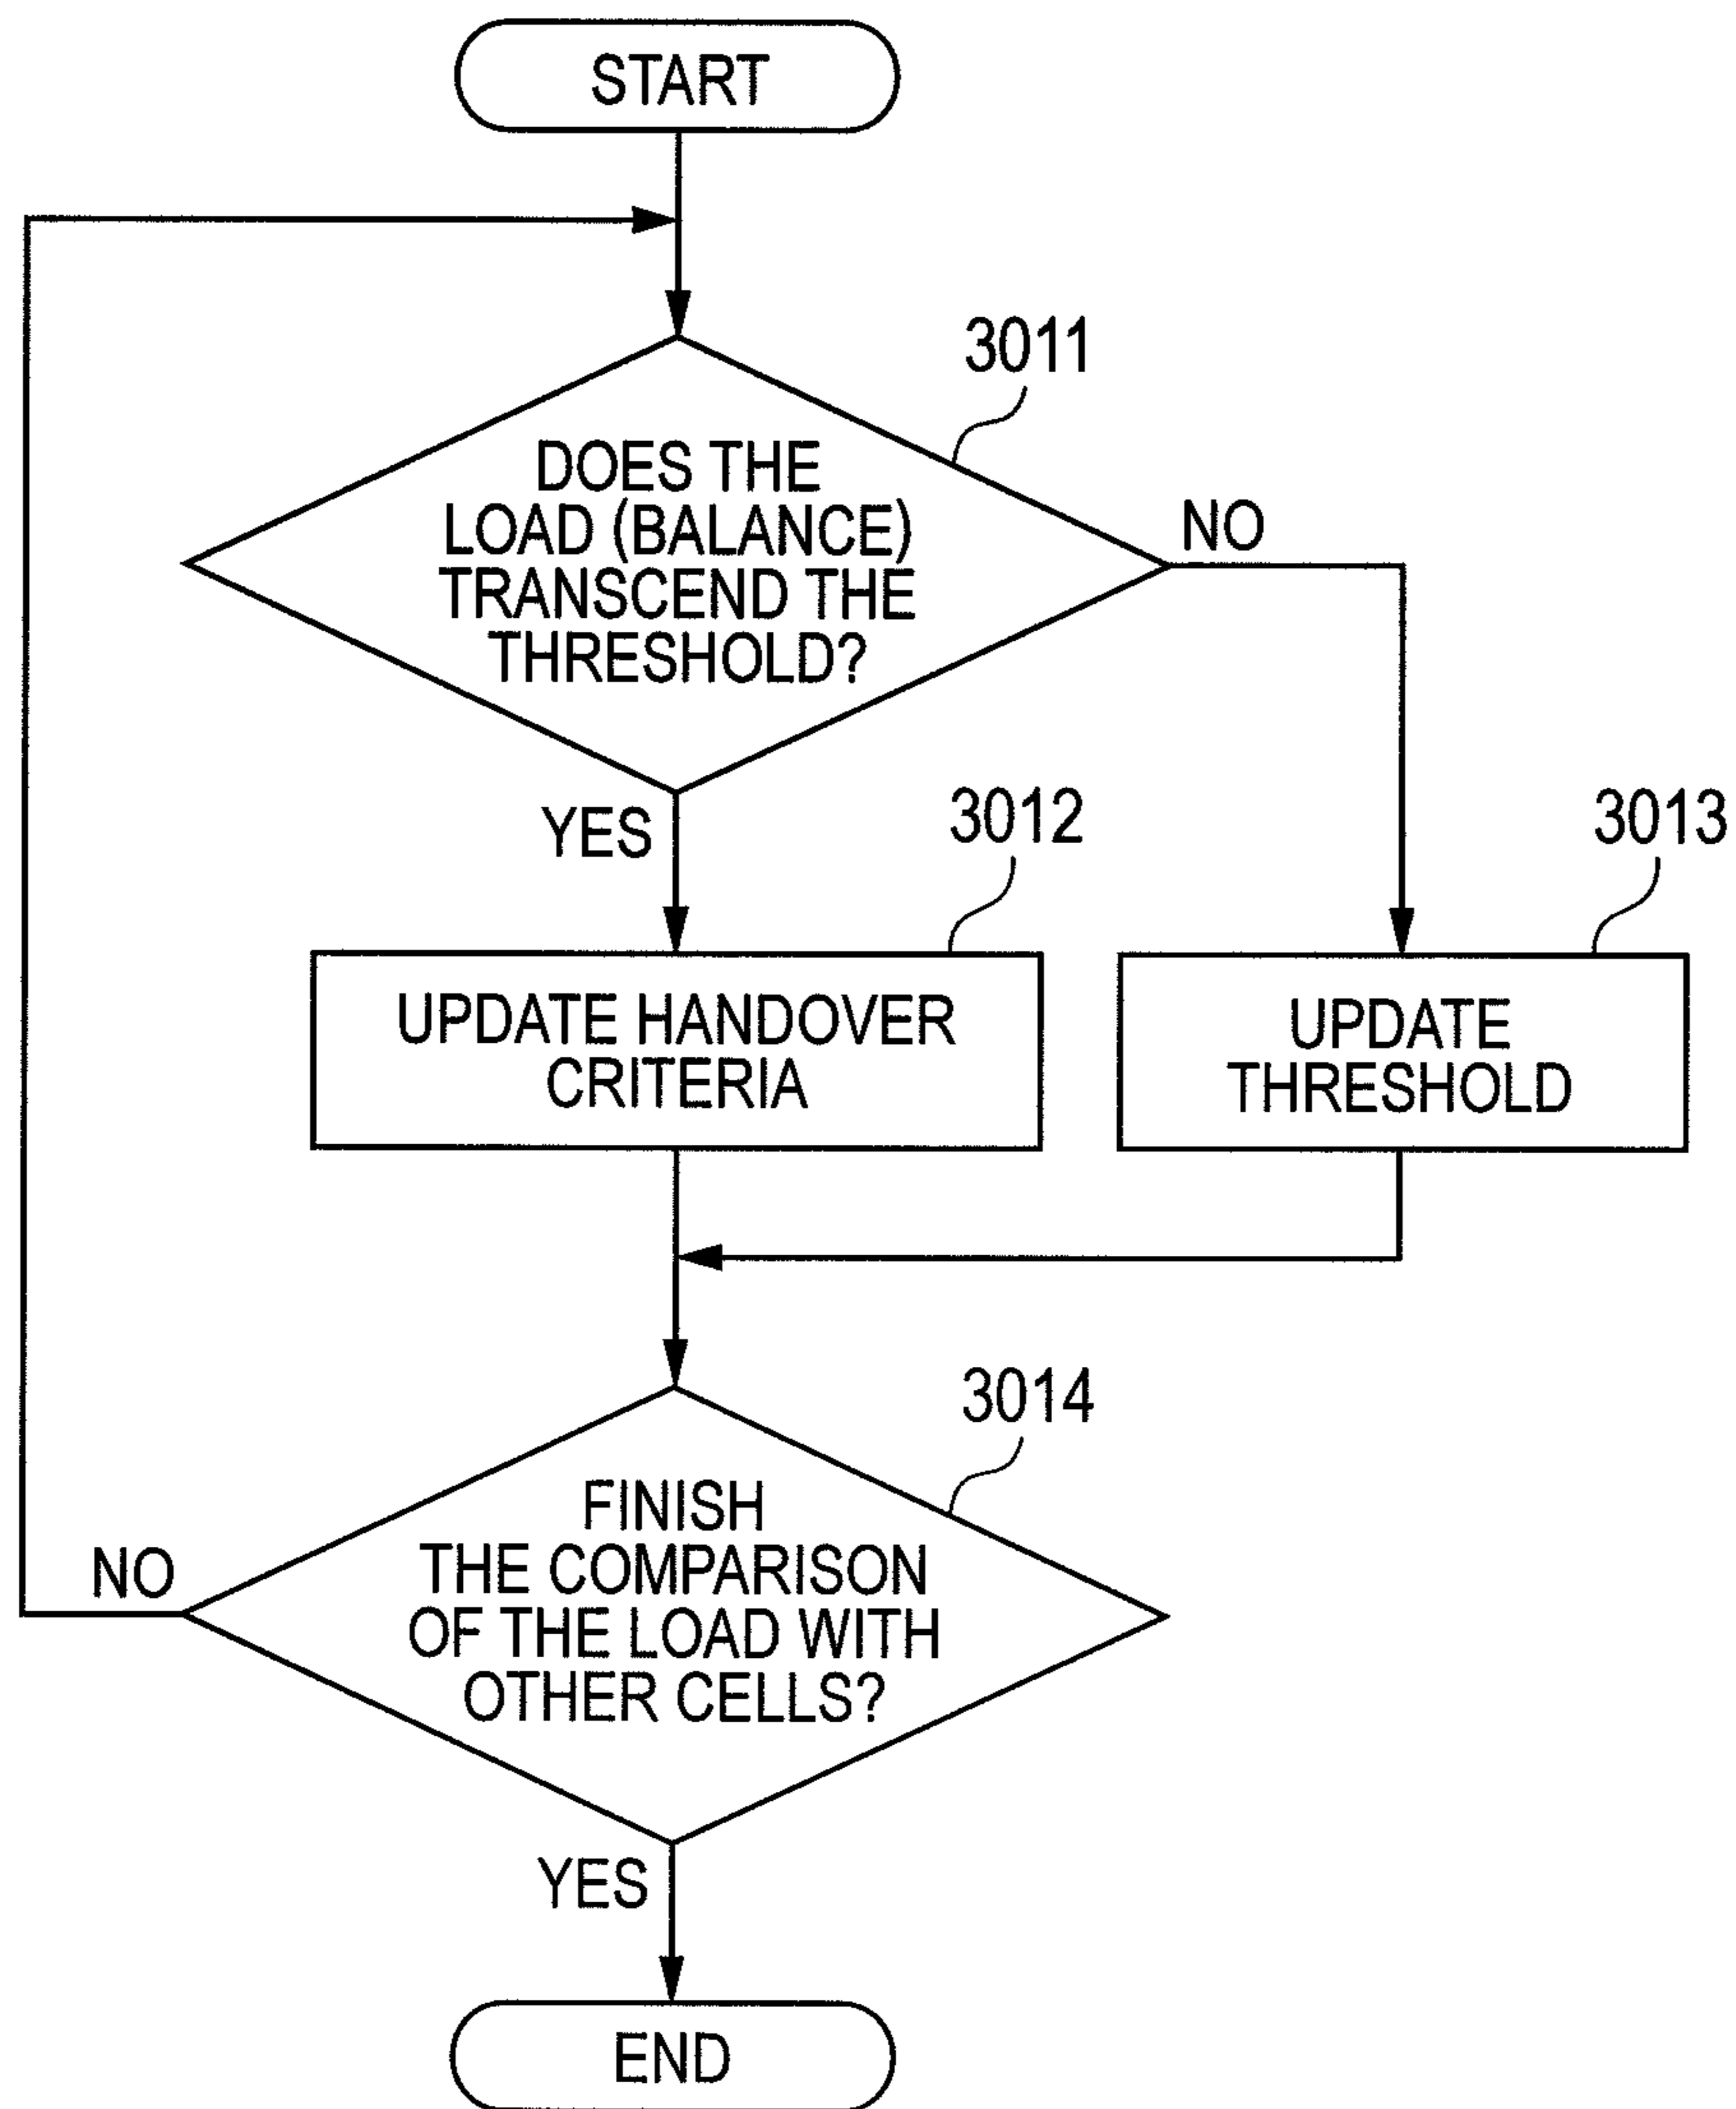 START
3011
DOES THE
LOAD (BALANCE)
TRANSCEND THE
THRESHOLD?
NO
YES
3012
3013
UPDATE HANDOVER
CRITERIA
UPDATE
THRESHOLD
3014
FINISH
THE COMPARISON
OF THE LOAD WITH
OTHER CELLS?
NO
YES
END